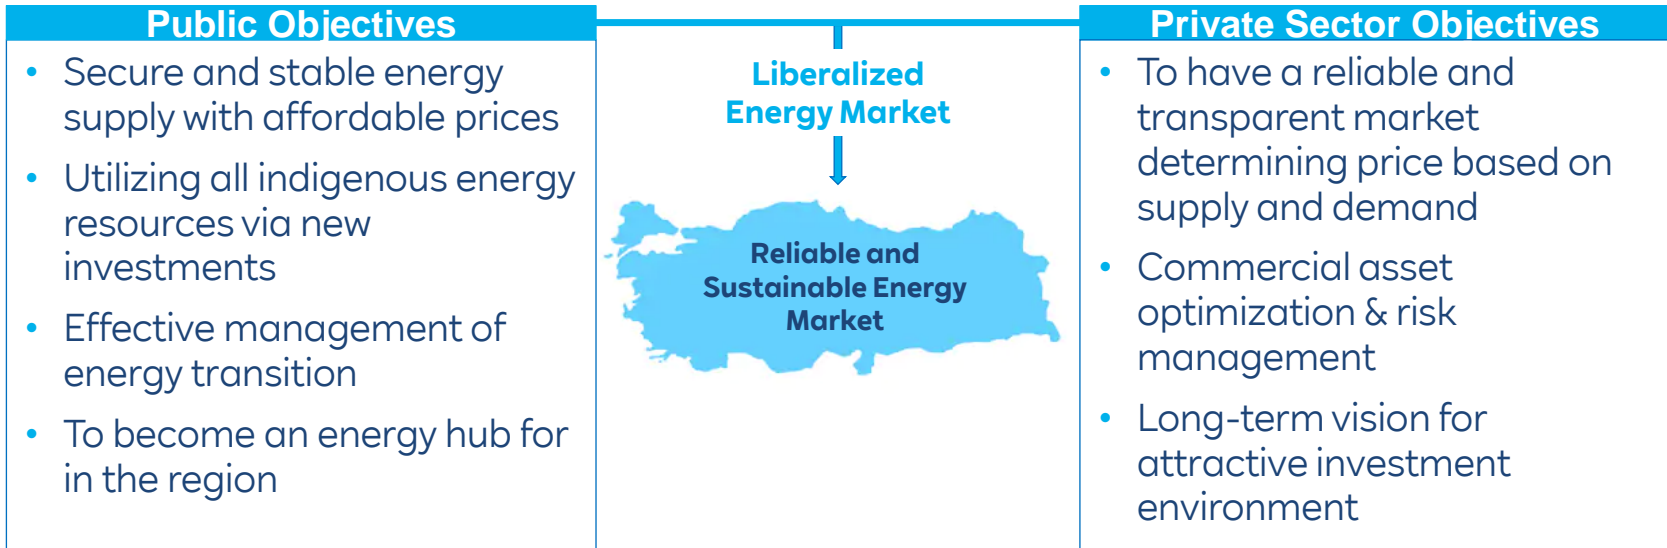 Public Objectives
• Secure and stable energy
supply with affordable prices
• Utilizing all indigenous energy
resources via new
investments
• Effective management of
energy transition
• To become an energy hub for
in the region
Liberalized
Energy Market
Reliable and
Sustainable Energy
Market
Private Sector Objectives
• To have a reliable and
transparent market
determining price based on
supply and demand
• Commercial asset
optimization & risk
management
• Long-term vision for
attractive investment
environment